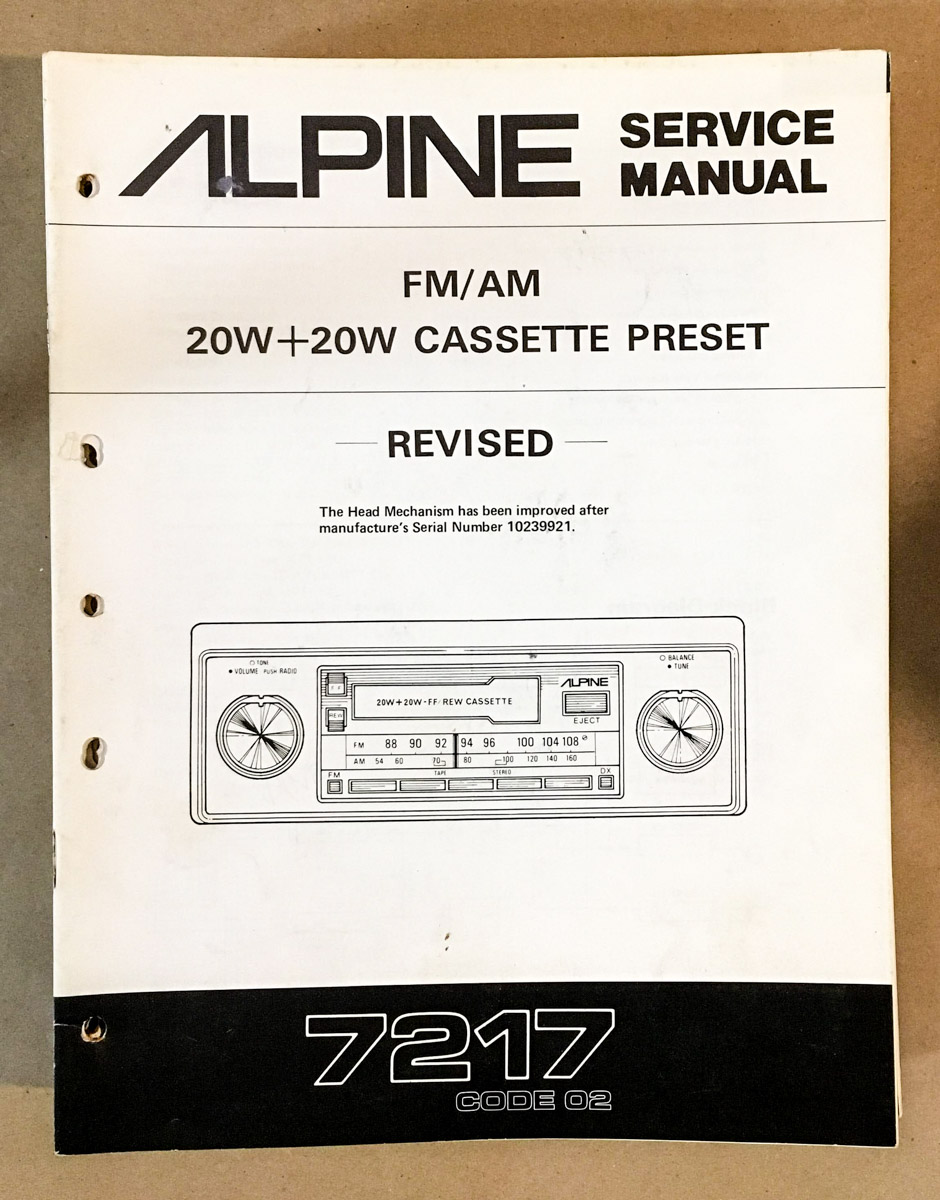 ALPINE
SERVICE
MANUAL
FM/AM
20W+20W CASSETTE PRESET
REVISED
The Head Mechanism has been improved after
manufacture's Serial Number 10239921.
TONE
VOLUME PUSH-RADIO
BALANCE
TUNE
FF
REW
20W+20W-FF/REW CASSETTE
ALPINE
EJECT
FM 88 90 92 94 96 100 104 108
AM 54 60 70 80 100 120 140 160
FM TAPE STEREO DX
7217
CODE 02